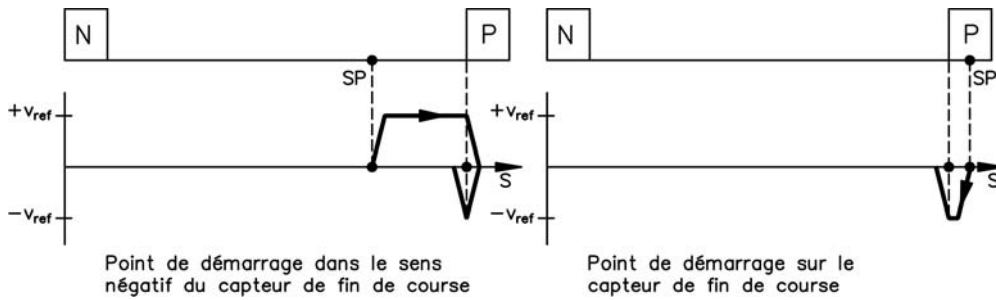 N P
SP
+vref
S
-vref
Point de démarrage dans le sens
négatif du capteur de fin de course
N P
SP
+vref
S
-vref
Point de démarrage sur le
capteur de fin de course